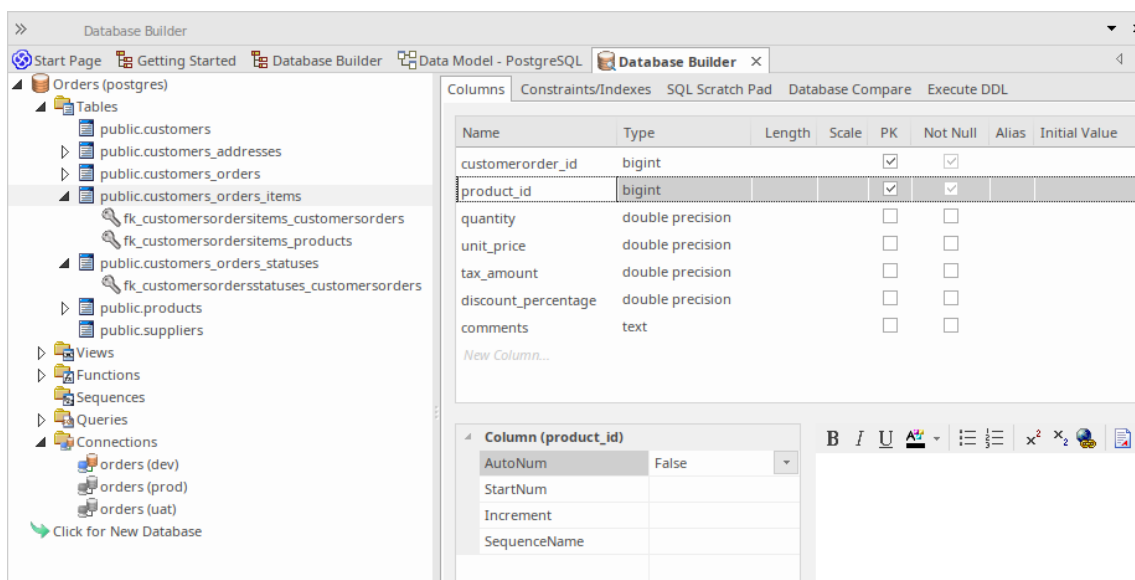 Database Builder
Start Page Getting Started Database Builder Data Model - PostgreSQL Database Builder
Orders (postgres)
Tables
public.customers
public.customers_addresses
public.customers_orders
public.customers_orders_items
fk_customersordersitems_customersorders
fk_customersordersitems_products
public.customers_orders_statuses
fk_customersordersstatuses_customersorders
public.products
public.suppliers
Views
Functions
Sequences
Queries
Connections
orders (dev)
orders (prod)
orders (uat)
Click for New Database
Columns Constraints/Indexes SQL Scratch Pad Database Compare Execute DDL
Name Type Length Scale PK Not Null Alias Initial Value
customerorder_id bigint
product_id bigint
quantity double precision
unit_price double precision
tax_amount double precision
discount_percentage double precision
comments text
New Column...
Column (product_id)
AutoNum False
StartNum
Increment
SequenceName
B I U A x² x₂